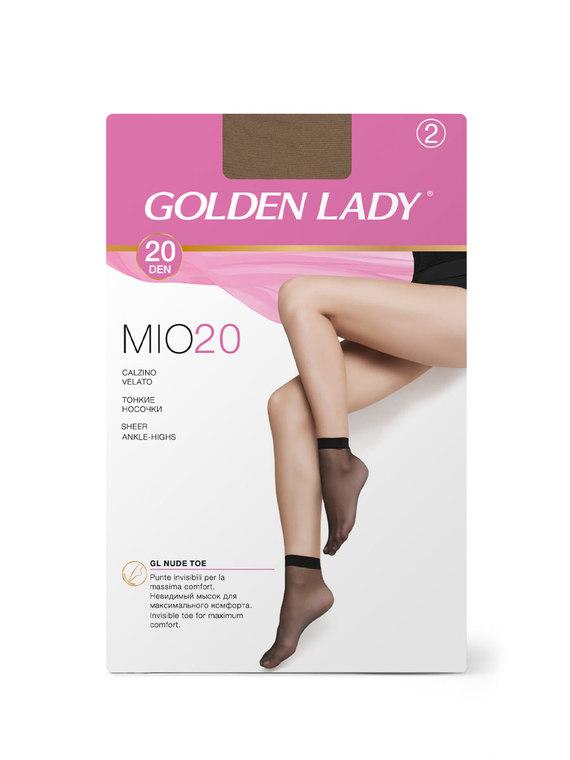 2
GOLDEN LADY®
20
DEN
MIO20
CALZINO
VELATO
ТОНКИЕ
НОСОЧКИ
SHEER
ANKLE-HIGHS
GL NUDE TOE
Punte invisibili per la
massima comfort.
Невидимый мысок для
максимального комфорта.
Invisible toe for maximum
comfort.